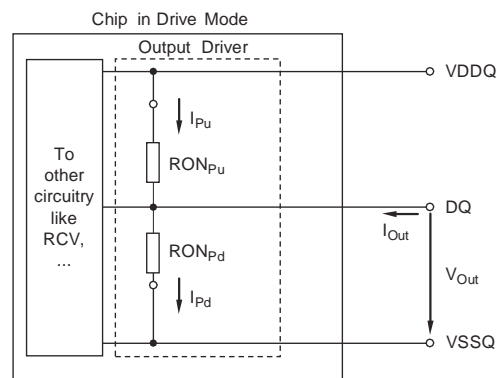 Chip in Drive Mode
Output Driver
VDDQ
I_Pu
RON_Pu
To
other
circuitry
like
RCV,
...
DQ
I_Out
RON_Pd
I_Pd
V_Out
VSSQ